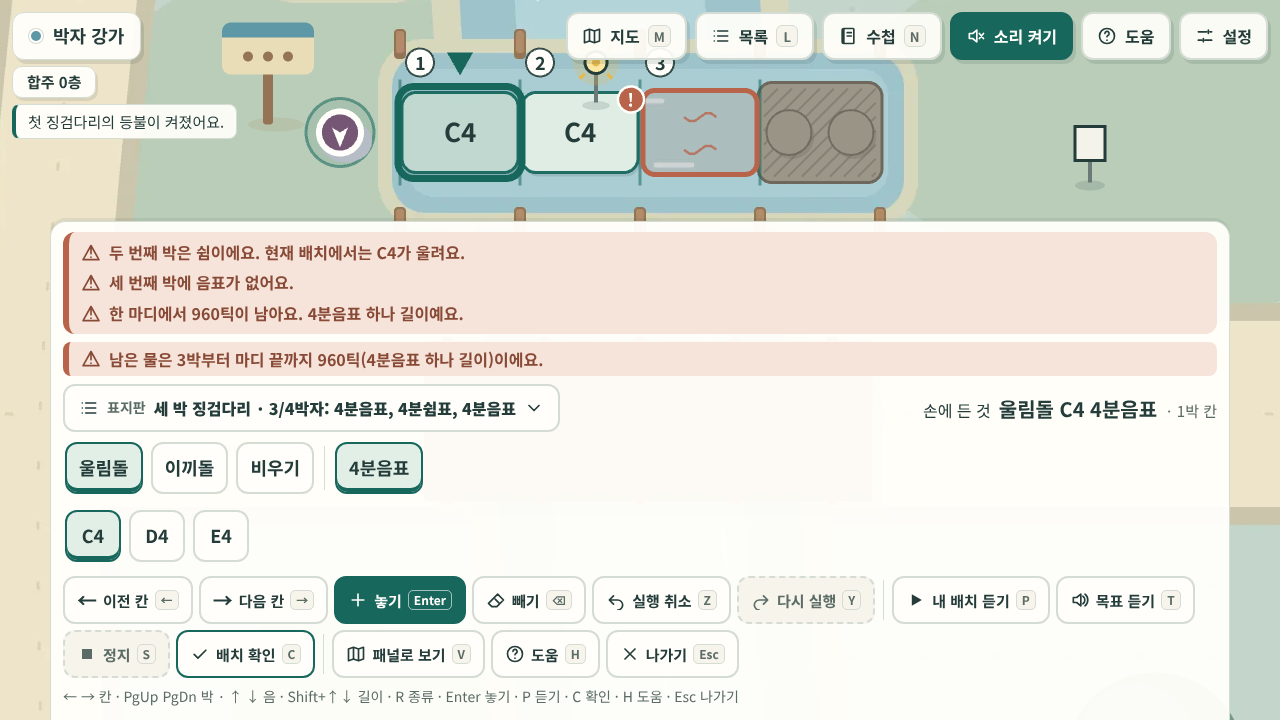 박자 강가
지도 M
목록 L
수첩 N
소리 켜기
도움
설정
합주 0층
첫 징검다리의 등불이 켜졌어요.
1
2
3
C4
C4
!
두 번째 박은 쉼이에요. 현재 배치에서는 C4가 울려요.
세 번째 박에 음표가 없어요.
한 마디에서 960틱이 남아요. 4분음표 하나 길이예요.
남은 물은 3박부터 마디 끝까지 960틱(4분음표 하나 길이)이에요.
표지판 세 박 징검다리 · 3/4박자: 4분음표, 4분쉼표, 4분음표
손에 든 것 울림돌 C4 4분음표 · 1박 칸
울림돌 이끼돌 비우기 4분음표
C4 D4 E4
← 이전 칸 ← → 다음 칸 → + 놓기 Enter 빼기 ⌫ 실행 취소 Z 다시 실행 Y 내 배치 듣기 P 목표 듣기 T
정지 S 배치 확인 C 패널로 보기 V 도움 H 나가기 Esc
← → 칸 · PgUp PgDn 박 · ↑ ↓ 음 · Shift+↑↓ 길이 · R 종류 · Enter 놓기 · P 듣기 · C 확인 · H 도움 · Esc 나가기